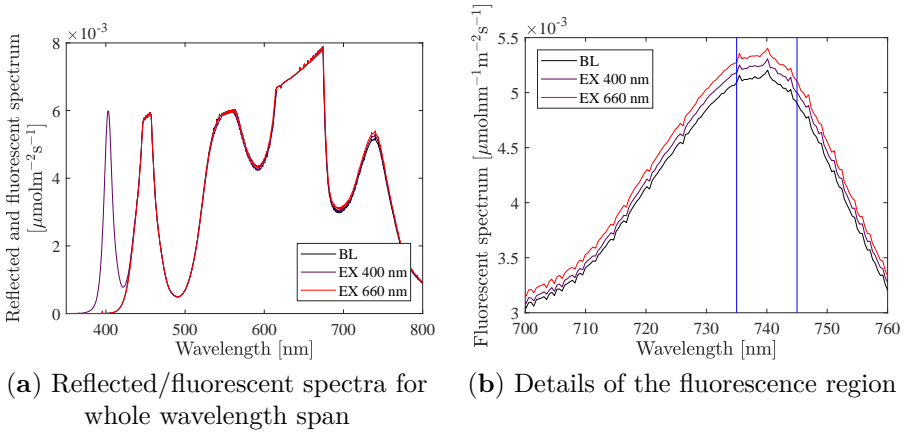 ×10⁻³
Reflected and fluorescent spectrum
[μmolm⁻²s⁻¹]
8
6
4
2
0
400 500 600 700 800
Wavelength [nm]
BL
EX 400 nm
EX 660 nm
(a) Reflected/fluorescent spectra for
whole wavelength span
×10⁻³
Fluorescent spectrum [μmolnm⁻¹m⁻²s⁻¹]
5.5
5
4.5
4
3.5
3
700 710 720 730 740 750 760
Wavelength [nm]
BL
EX 400 nm
EX 660 nm
(b) Details of the fluorescence region